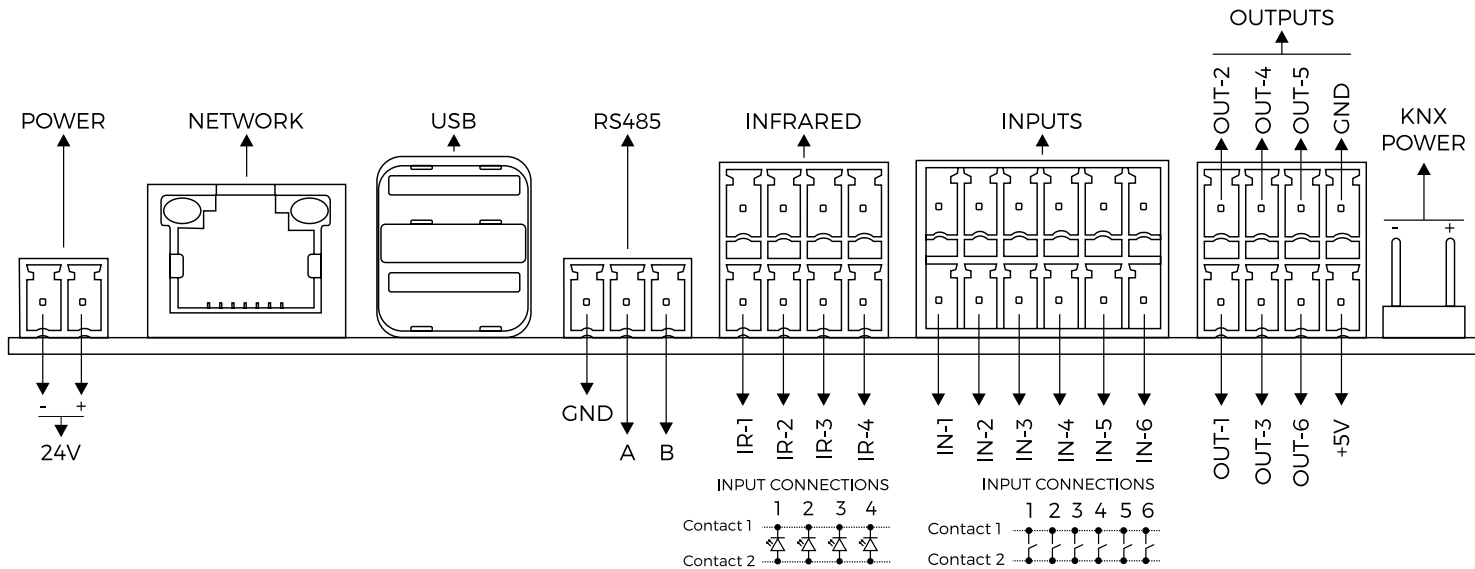 OUTPUTS
OUT-2
OUT-4
OUT-5
GND
POWER
NETWORK
USB
RS485
INFRARED
INPUTS
KNX
POWER
-
+
-
+
24V
GND
A
B
IR-1
IR-2
IR-3
IR-4
IN-1
IN-2
IN-3
IN-4
IN-5
IN-6
OUT-1
OUT-3
OUT-6
+5V
INPUT CONNECTIONS
1 2 3 4
Contact 1
Contact 2
INPUT CONNECTIONS
1 2 3 4 5 6
Contact 1
Contact 2